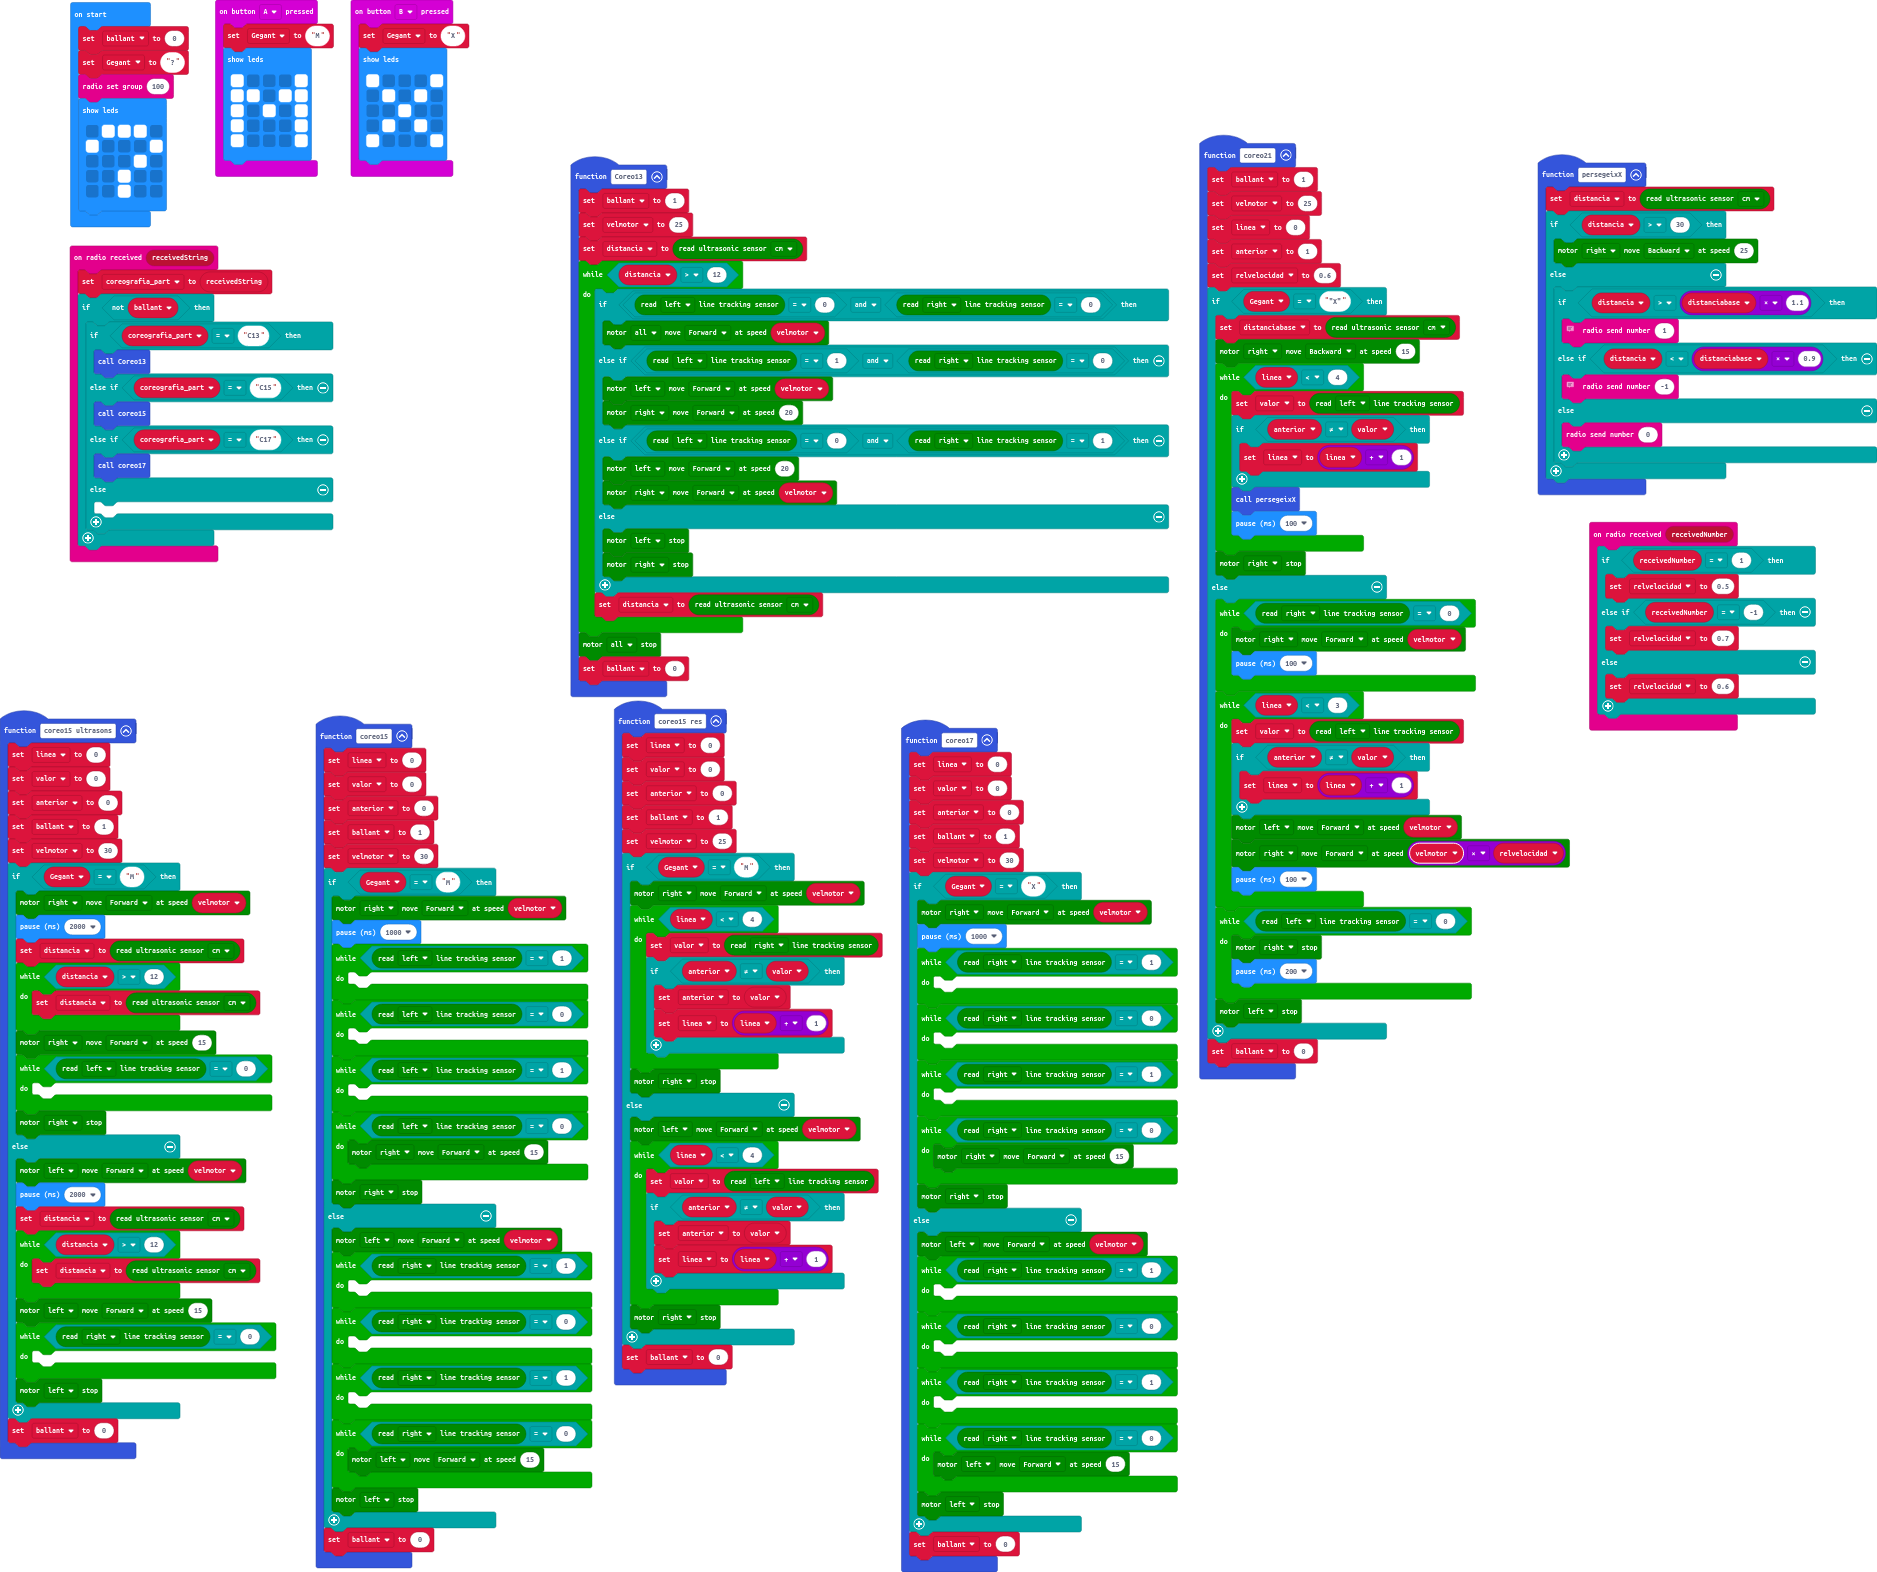 on start
set ballant to 0
set Gegant to "?"
radio set group 100
show leds
on button A pressed
set Gegant to "M"
show leds
on button B pressed
set Gegant to "X"
show leds
on radio received receivedString
set coreografia_part to receivedString
if not ballant then
if coreografia_part = "C13" then
call Coreo13
else if coreografia_part = "C15" then
call coreo15
else if coreografia_part = "C17" then
call coreo17
else
function Coreo13
set ballant to 1
set velmotor to 25
set distancia to read ultrasonic sensor cm
while distancia > 12
do
if read left line tracking sensor = 0 and read right line tracking sensor = 0 then
motor all move Forward at speed velmotor
else if read left line tracking sensor = 1 and read right line tracking sensor = 0 then
motor left move Forward at speed velmotor
motor right move Forward at speed 20
else if read left line tracking sensor = 0 and read right line tracking sensor = 1 then
motor left move Forward at speed 20
motor right move Forward at speed velmotor
else
motor left stop
motor right stop
set distancia to read ultrasonic sensor cm
motor all stop
set ballant to 0
function coreo21
set ballant to 1
set velmotor to 25
set linea to 0
set anterior to 1
set relvelocidad to 0.6
if Gegant = ""X"" then
set distanciabase to read ultrasonic sensor cm
motor right move Backward at speed 15
while linea < 4
do
set valor to read left line tracking sensor
if anterior ≠ valor then
set linea to linea + 1
call persegeixX
pause (ms) 100
motor right stop
else
while read right line tracking sensor = 0
do
motor right move Forward at speed velmotor
pause (ms) 100
while linea < 3
do
set valor to read left line tracking sensor
if anterior ≠ valor then
set linea to linea + 1
motor left move Forward at speed velmotor
motor right move Forward at speed velmotor × relvelocidad
pause (ms) 100
while read left line tracking sensor = 0
do
motor right stop
pause (ms) 200
motor left stop
set ballant to 0
function persegeixX
set distancia to read ultrasonic sensor cm
if distancia > 30 then
motor right move Backward at speed 25
else
if distancia > distanciabase × 1.1 then
radio send number 1
else if distancia < distanciabase × 0.9 then
radio send number -1
else
radio send number 0
on radio received receivedNumber
if receivedNumber = 1 then
set relvelocidad to 0.5
else if receivedNumber = -1 then
set relvelocidad to 0.7
else
set relvelocidad to 0.6
function coreo15 ultrasons
set linea to 0
set valor to 0
set anterior to 0
set ballant to 1
set velmotor to 30
if Gegant = "M" then
motor right move Forward at speed velmotor
pause (ms) 2000
set distancia to read ultrasonic sensor cm
while distancia > 12
do
set distancia to read ultrasonic sensor cm
motor right move Forward at speed 15
while read left line tracking sensor = 0
do
motor right stop
else
motor left move Forward at speed velmotor
pause (ms) 2000
set distancia to read ultrasonic sensor cm
while distancia > 12
do
set distancia to read ultrasonic sensor cm
motor left move Forward at speed 15
while read right line tracking sensor = 0
do
motor left stop
set ballant to 0
function coreo15
set linea to 0
set valor to 0
set anterior to 0
set ballant to 1
set velmotor to 30
if Gegant = "M" then
motor right move Forward at speed velmotor
pause (ms) 1000
while read left line tracking sensor = 1
do
while read left line tracking sensor = 0
do
while read left line tracking sensor = 1
do
while read left line tracking sensor = 0
do
motor right move Forward at speed 15
motor right stop
else
motor left move Forward at speed velmotor
while read right line tracking sensor = 1
do
while read right line tracking sensor = 0
do
while read right line tracking sensor = 1
do
while read right line tracking sensor = 0
do
motor left move Forward at speed 15
motor left stop
set ballant to 0
function coreo15 res
set linea to 0
set valor to 0
set anterior to 0
set ballant to 1
set velmotor to 25
if Gegant = "M" then
motor right move Forward at speed velmotor
while linea < 4
do
set valor to read right line tracking sensor
if anterior ≠ valor then
set anterior to valor
set linea to linea + 1
motor right stop
else
motor left move Forward at speed velmotor
while linea < 4
do
set valor to read left line tracking sensor
if anterior ≠ valor then
set anterior to valor
set linea to linea + 1
motor right stop
set ballant to 0
function coreo17
set linea to 0
set valor to 0
set anterior to 0
set ballant to 1
set velmotor to 30
if Gegant = "X" then
motor right move Forward at speed velmotor
pause (ms) 1000
while read right line tracking sensor = 1
do
while read right line tracking sensor = 0
do
while read right line tracking sensor = 1
do
while read right line tracking sensor = 0
do
motor right move Forward at speed 15
motor right stop
else
motor left move Forward at speed velmotor
while read right line tracking sensor = 1
do
while read right line tracking sensor = 0
do
while read right line tracking sensor = 1
do
while read right line tracking sensor = 0
do
motor left move Forward at speed 15
motor left stop
set ballant to 0